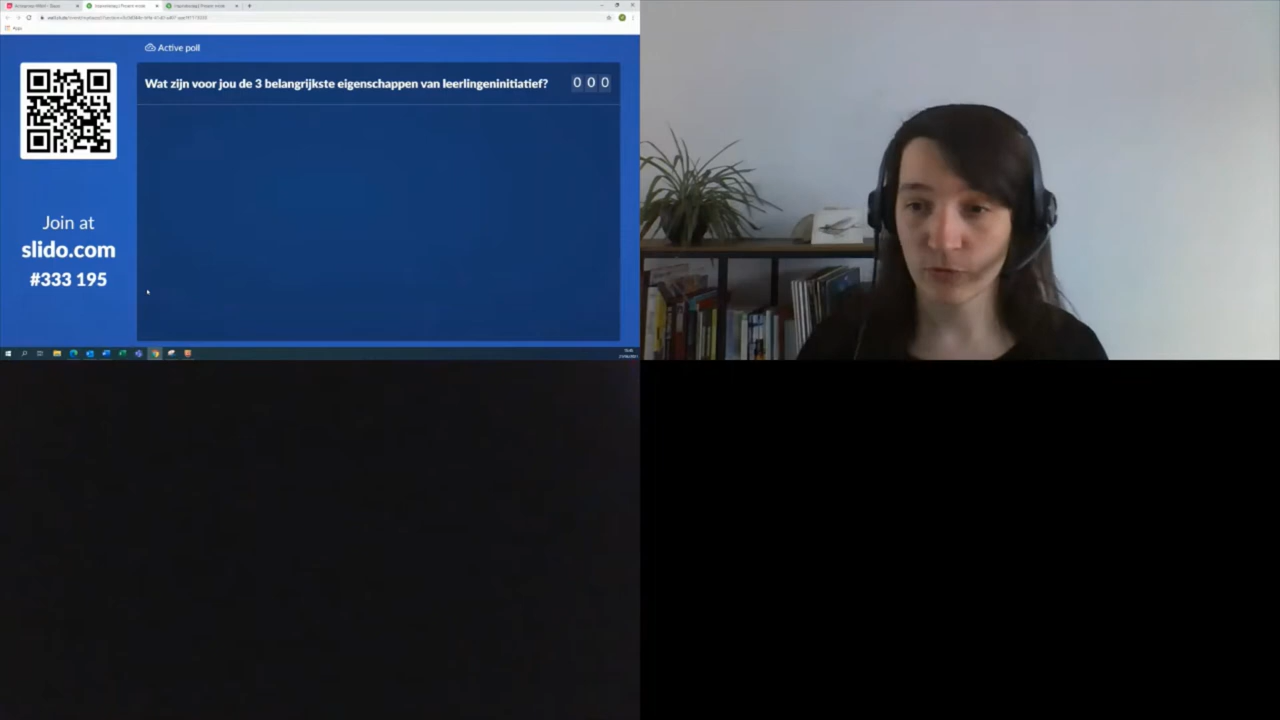 Active poll
Wat zijn voor jou de 3 belangrijkste eigenschappen van leerlingeninitiatief?
0 0 0
Join at
slido.com
#333 195